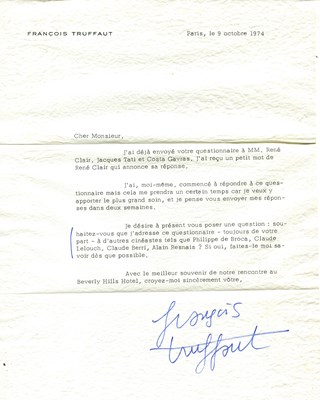 FRANCOIS TRUFFAUT
Paris, le 9 octobre 1974
Cher Monsieur,
J'ai déjà envoyé votre questionnaire à MM. René
Clair, Jacques Tati et Costa Gavras. J'ai reçu un petit mot de
René Clair qui annonce sa réponse.
J'ai, moi-même, commencé à répondre à ce ques-
tionnaire mais cela me prendra un certain temps car je veux y
apporter le plus grand soin, et je pense vous envoyer mes répon-
ses dans deux semaines.
Je désire à présent vous poser une question : sou-
haitez-vous que j'adresse ce questionnaire - toujours de votre
part - à d'autres cinéastes tels que Philippe de Broca, Claude
Lelouch, Claude Berri, Alain Resnais ? Si oui, faites-le moi sa-
voir dès que possible.
Avec le meilleur souvenir de notre rencontre au
Beverly Hills Hotel, croyez-moi sincèrement vôtre,
françois
truffaut